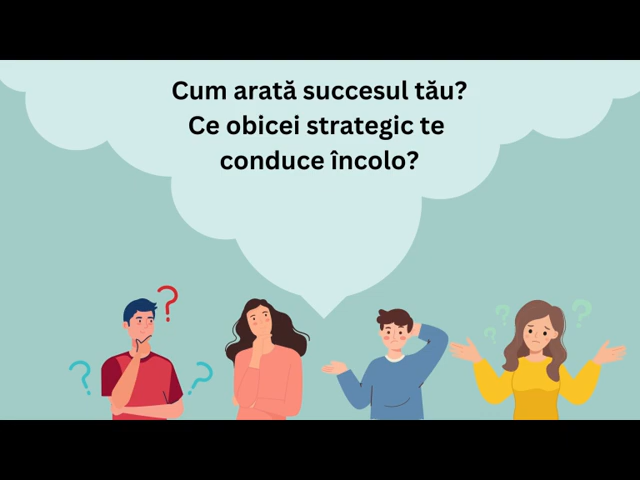 Cum arată succesul tău?
Ce obicei strategic te
conduce încolo?